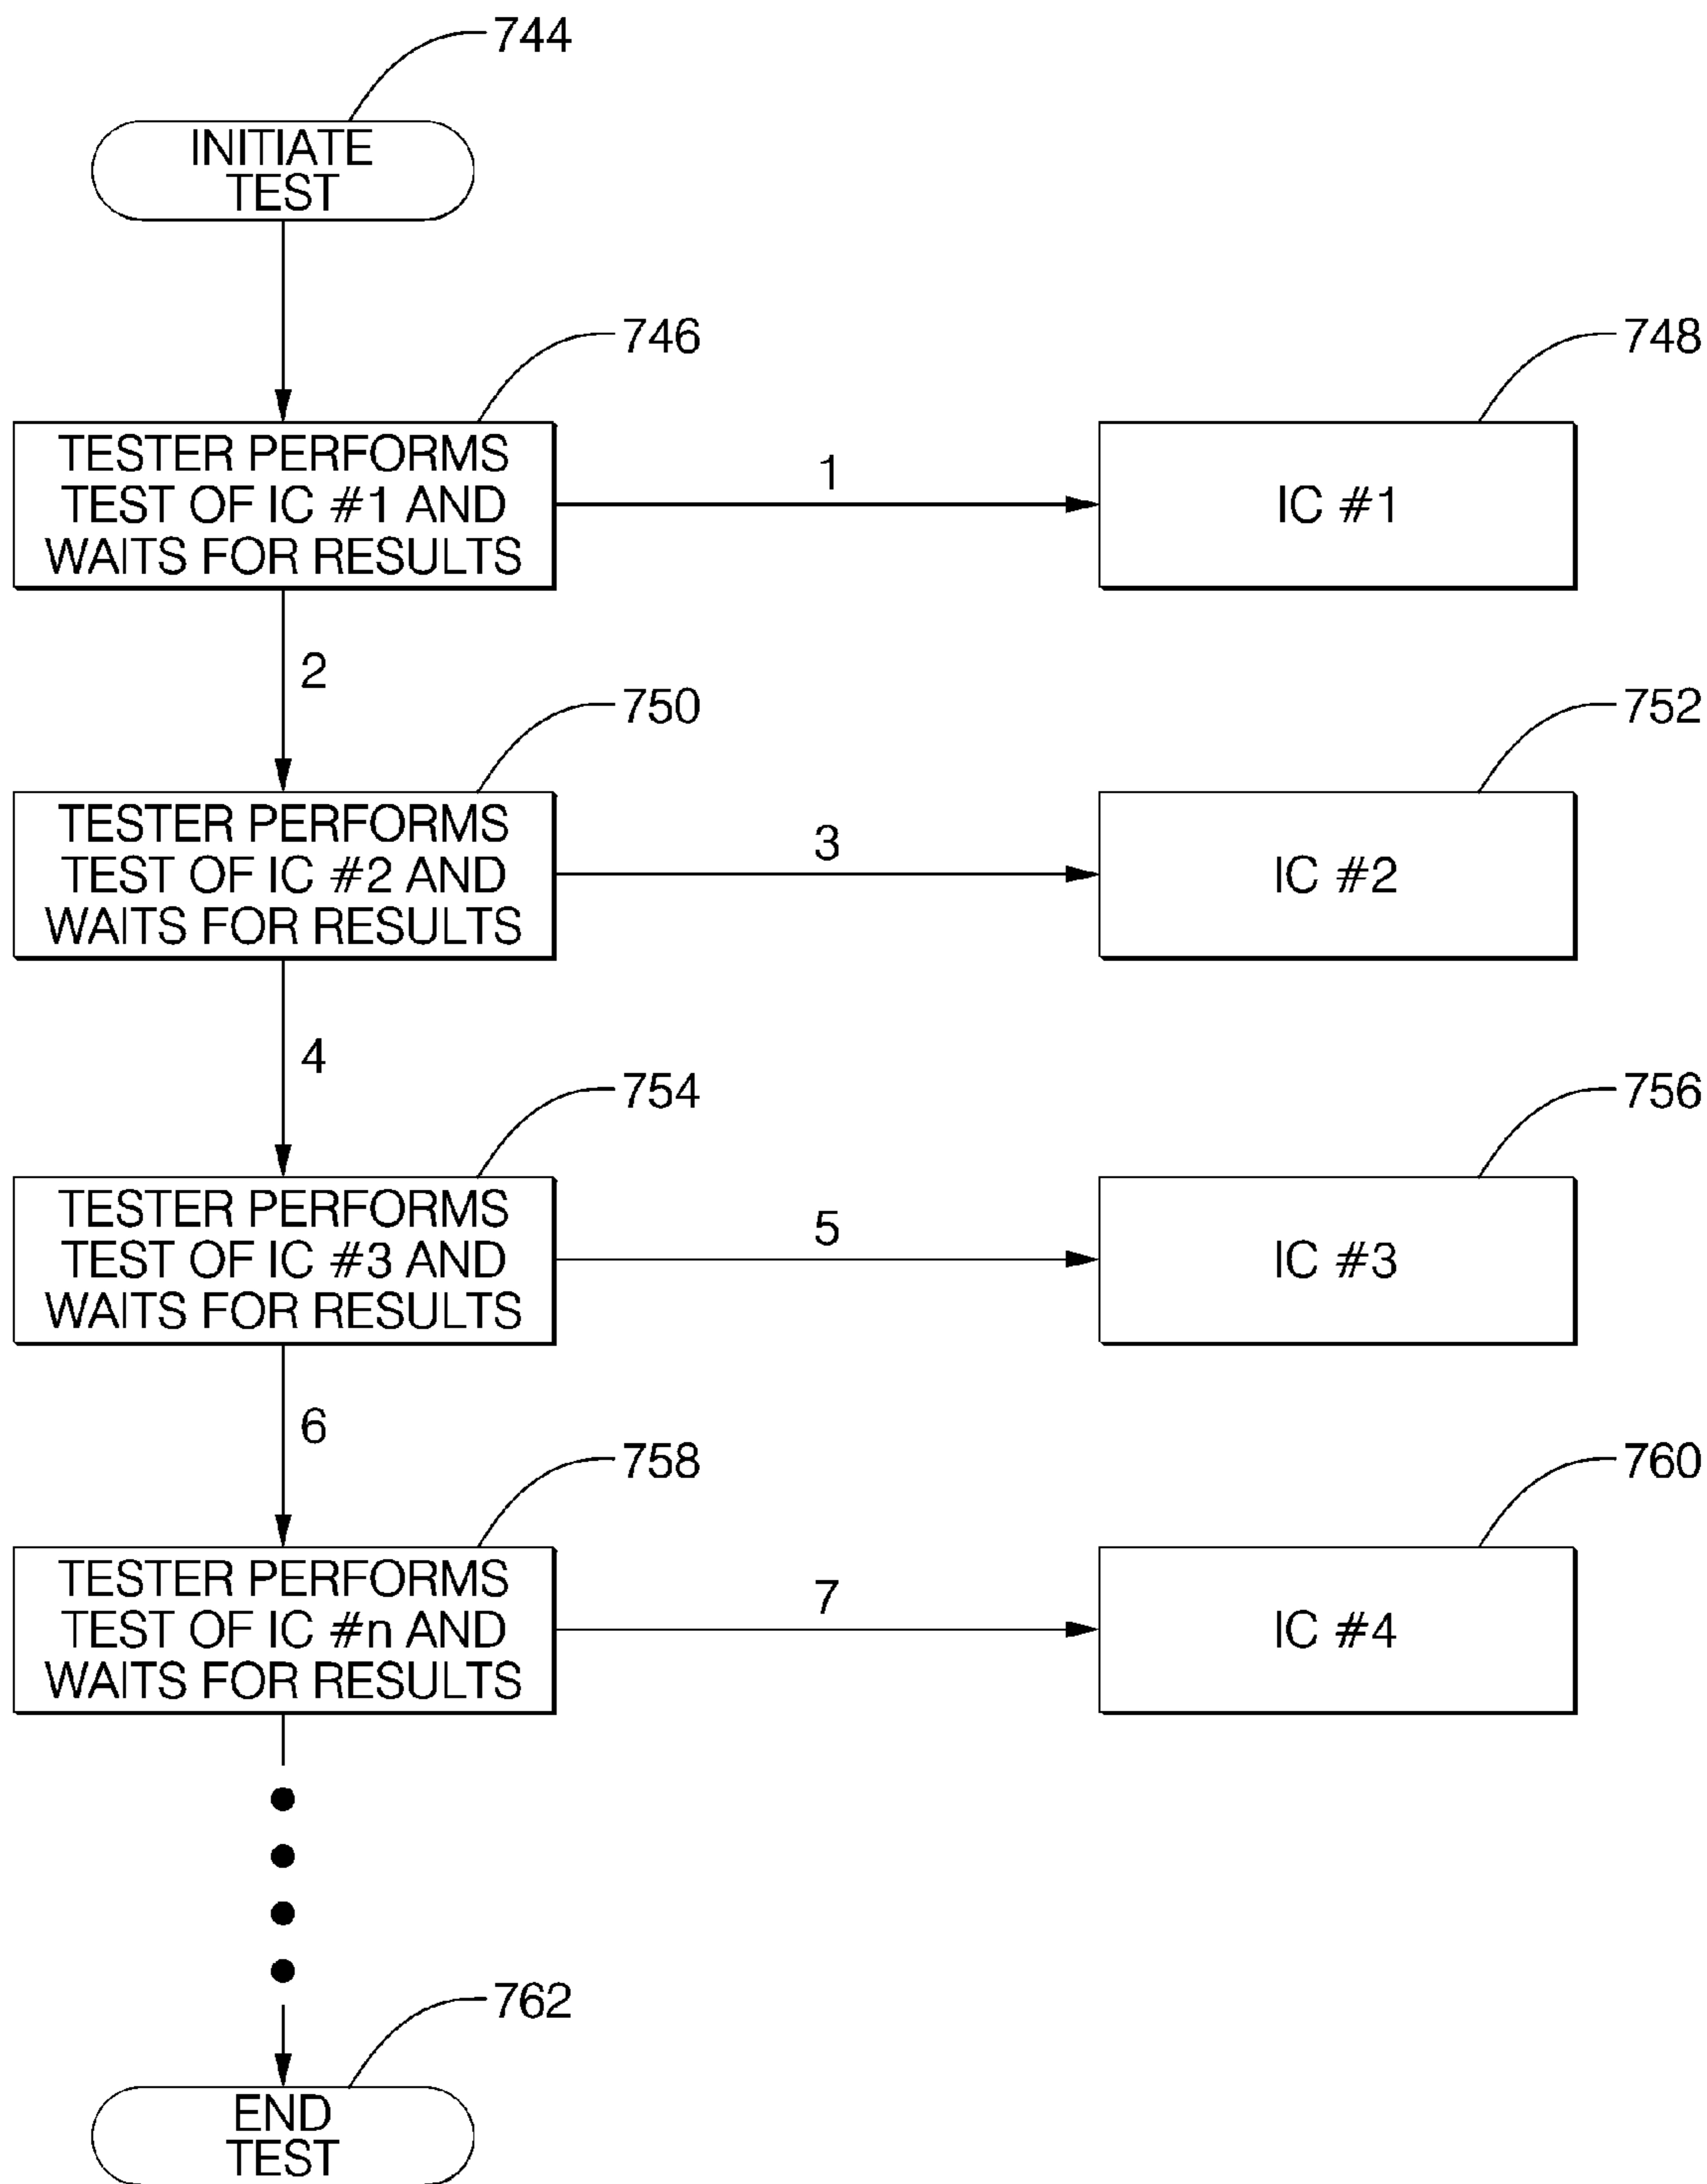 744
INITIATE
TEST
746
748
TESTER PERFORMS
TEST OF IC #1 AND
WAITS FOR RESULTS
1
IC #1
2
750
752
TESTER PERFORMS
TEST OF IC #2 AND
WAITS FOR RESULTS
3
IC #2
4
754
756
TESTER PERFORMS
TEST OF IC #3 AND
WAITS FOR RESULTS
5
IC #3
6
758
760
TESTER PERFORMS
TEST OF IC #n AND
WAITS FOR RESULTS
7
IC #4
762
END
TEST